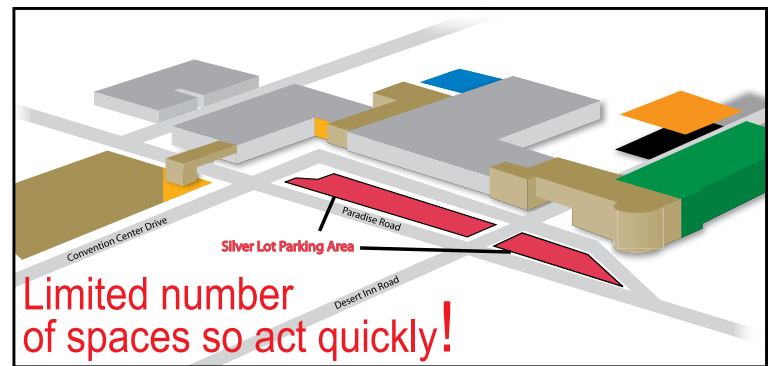 Convention Center Drive
Paradise Road
Silver Lot Parking Area
Desert Inn Road
Limited number
of spaces so act quickly!